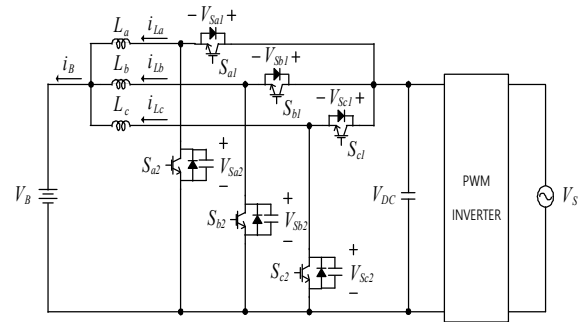 L_a
i_La
− V_Sa1 +
S_a1
i_B
L_b
i_Lb
− V_Sb1 +
S_b1
L_c
i_Lc
− V_Sc1 +
S_c1
S_a2
+
V_Sa2
−
V_B
S_b2
+
V_Sb2
−
S_c2
+
V_Sc2
−
V_DC
PWM
INVERTER
V_S